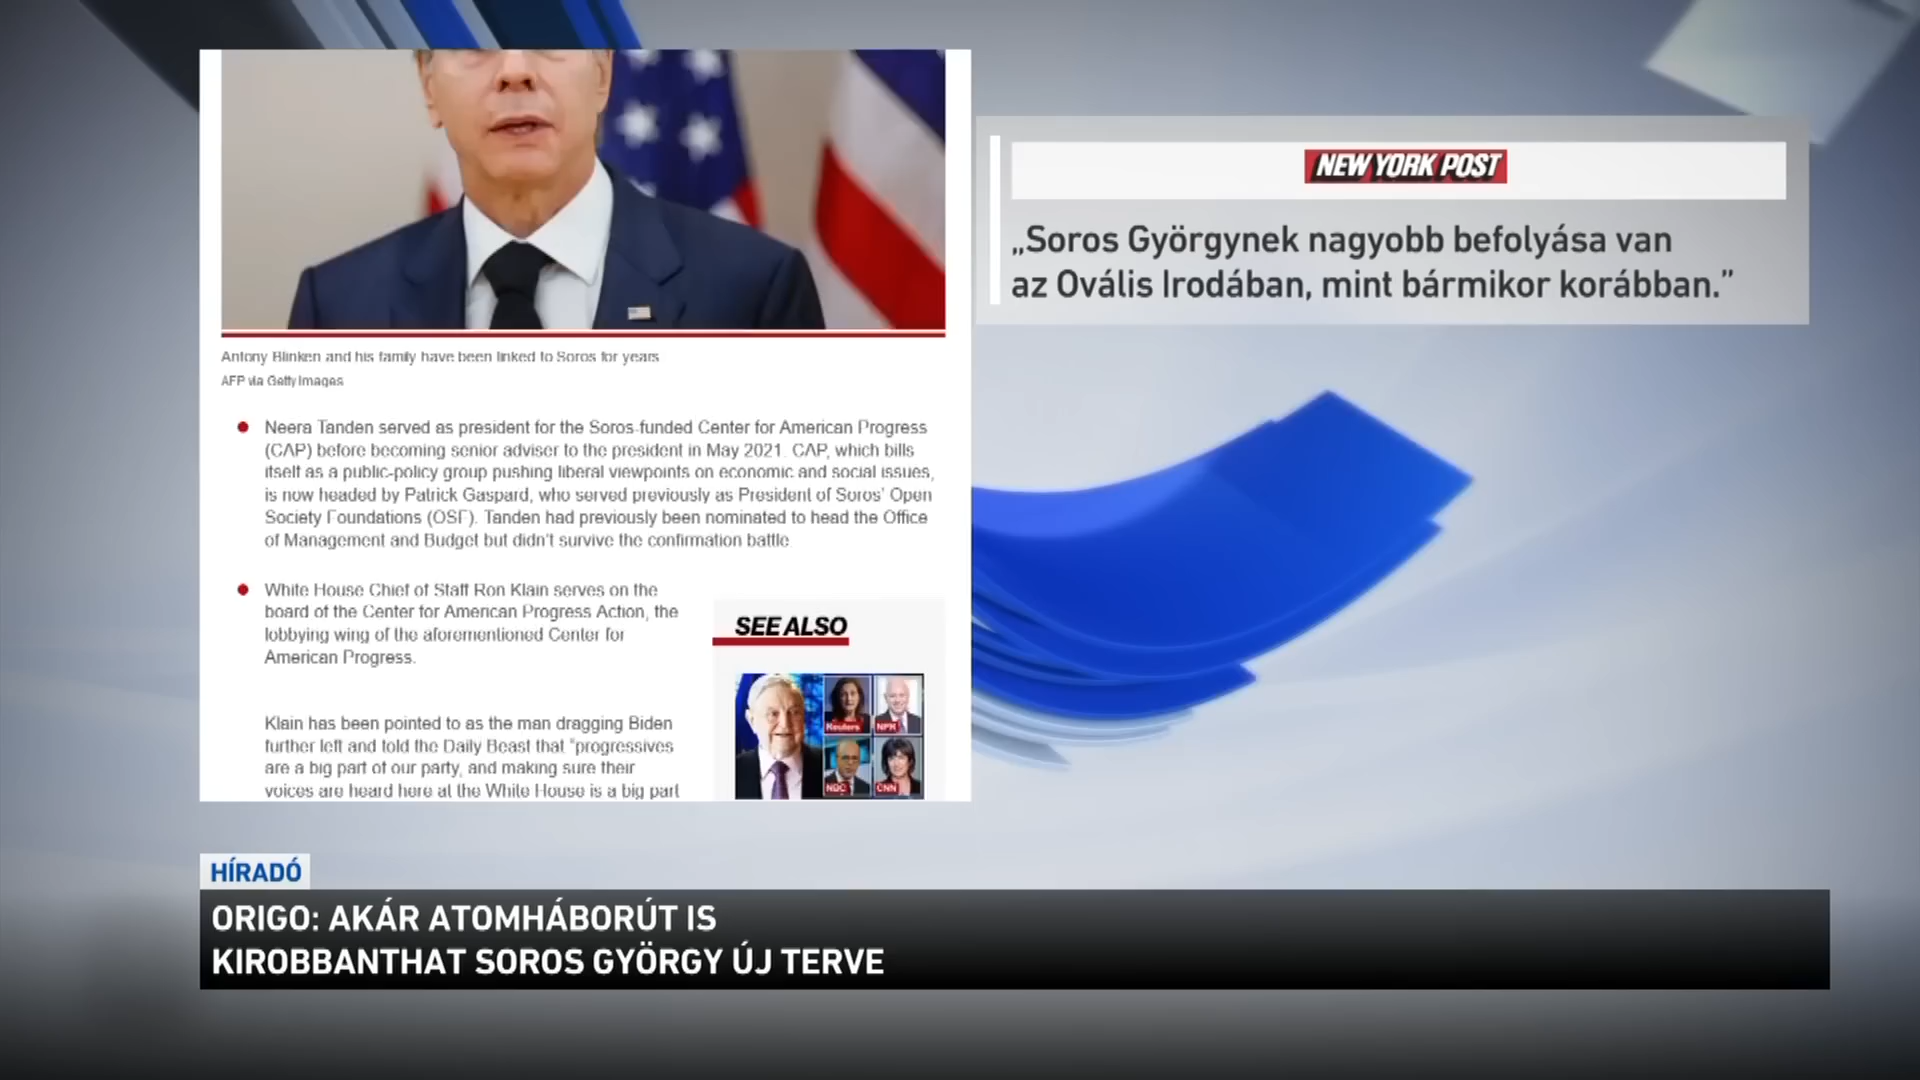 NEW YORK POST
„Soros Györgynek nagyobb befolyása van
az Ovális Irodában, mint bármikor korábban.”
Antony Blinken and his family have been linked to Soros for years
AFP via Getty Images
Neera Tanden served as president for the Soros-funded Center for American Progress
(CAP) before becoming senior adviser to the president in May 2021. CAP, which bills
itself as a public-policy group pushing liberal viewpoints on economic and social issues,
is now headed by Patrick Gaspard, who served previously as President of Soros’ Open
Society Foundations (OSF). Tanden had previously been nominated to head the Office
of Management and Budget but didn’t survive the confirmation battle.
White House Chief of Staff Ron Klain serves on the
board of the Center for American Progress Action, the
lobbying wing of the aforementioned Center for
American Progress.
Klain has been pointed to as the man dragging Biden
further left and told the Daily Beast that “progressives
are a big part of our party, and making sure their
voices are heard here at the White House is a big part
SEE ALSO
Reuters
NPR
NBC
CNN
HÍRADÓ
ORIGO: AKÁR ATOMHÁBORÚT IS
KIROBBANTHAT SOROS GYÖRGY ÚJ TERVE